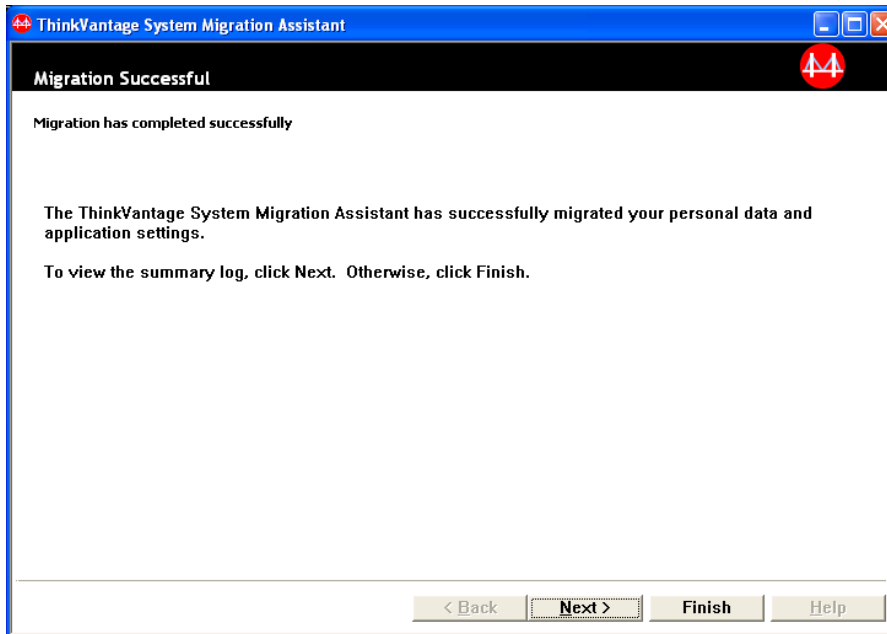 ThinkVantage System Migration Assistant
Migration Successful
Migration has completed successfully
The ThinkVantage System Migration Assistant has successfully migrated your personal data and
application settings.
To view the summary log, click Next.  Otherwise, click Finish.
< Back Next > Finish Help